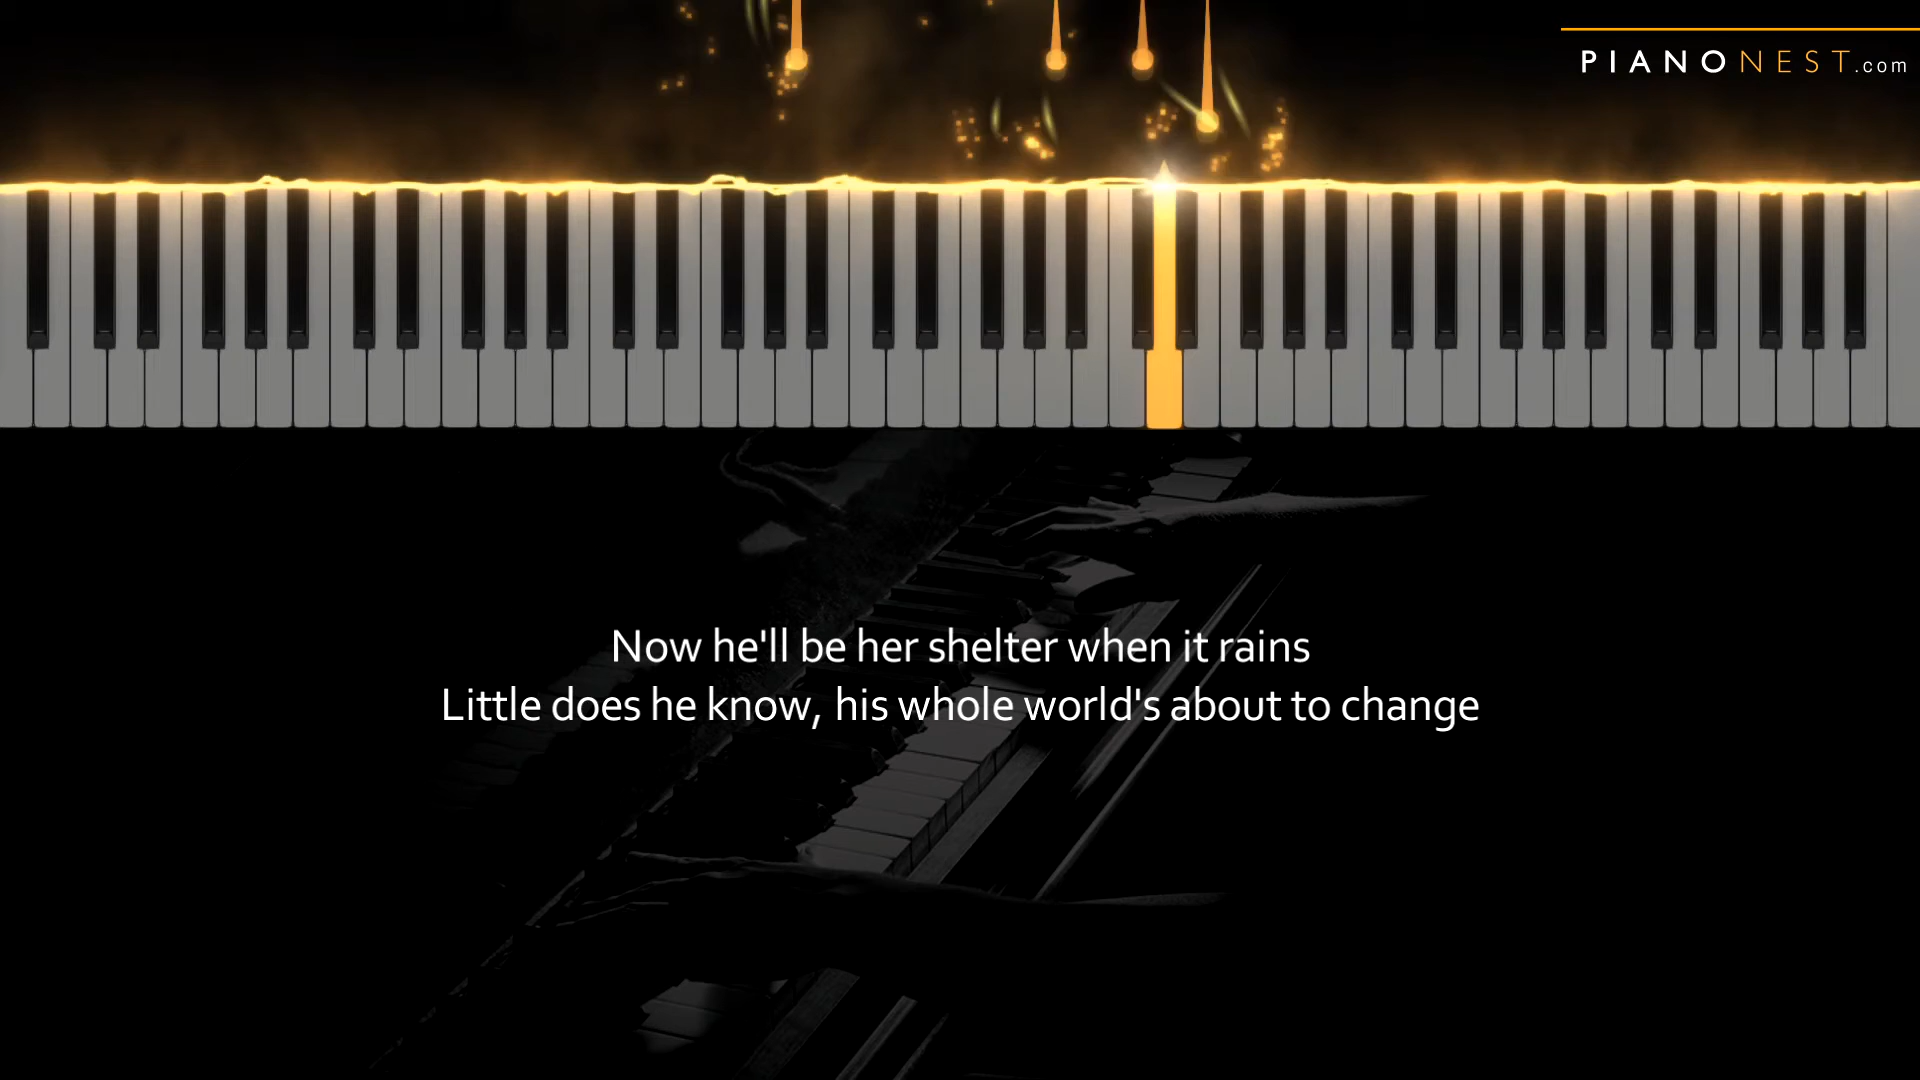 PIANONEST.com
Now he'll be her shelter when it rains
Little does he know, his whole world's about to change